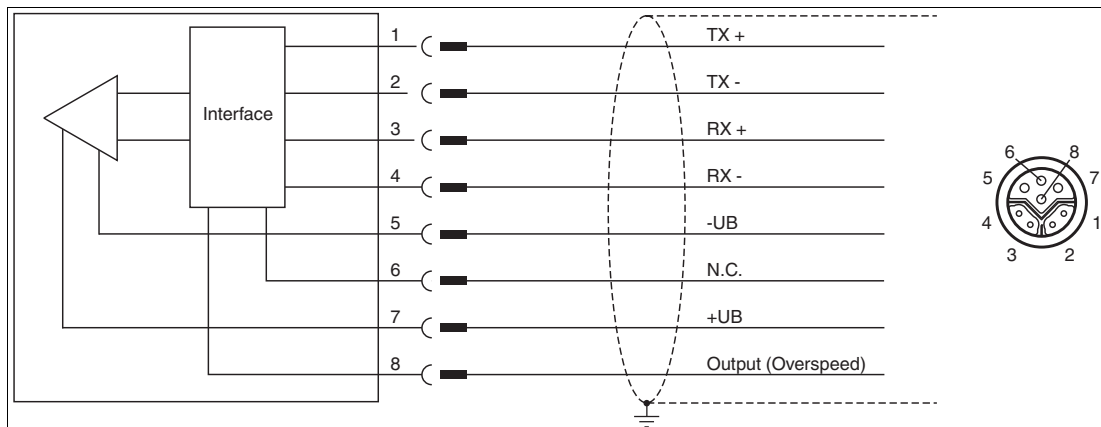 1 TX +
2 TX -
Interface
3 RX +
4 RX -
5 -UB
6 N.C.
7 +UB
8 Output (Overspeed)
6 8
5 7
4 1
3 2